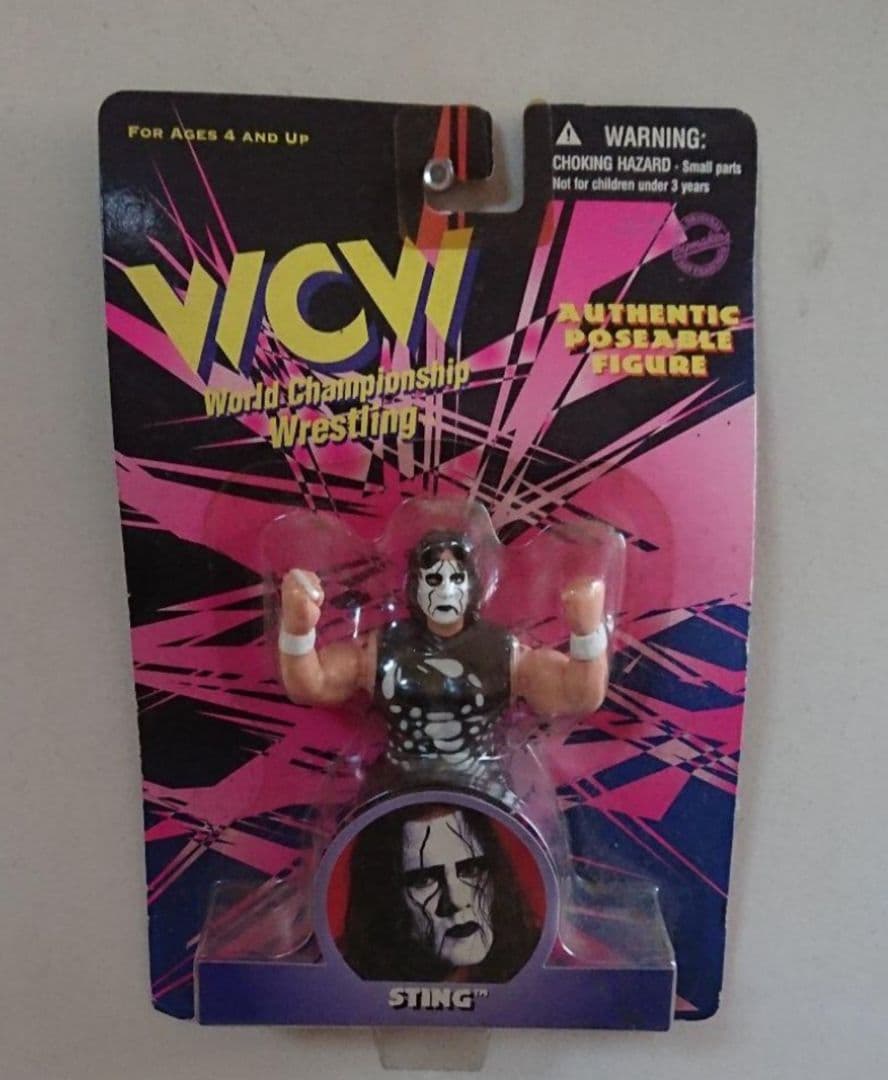 FOR AGES 4 AND UP
WARNING:
CHOKING HAZARD - Small parts
Not for children under 3 years
WCW
World Championship
Wrestling
AUTHENTIC
POSEABLE
FIGURE
STING™